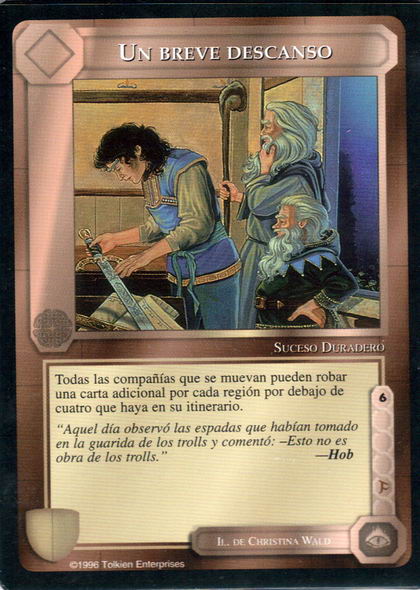 Un breve descanso
Suceso Duradero
Todas las compañías que se muevan pueden robar
una carta adicional por cada región por debajo de
cuatro que haya en su itinerario.
“Aquel día observó las espadas que habían tomado
en la guarida de los trolls y comentó: –Esto no es
obra de los trolls.” —Hob
6
Il. de Christina Wald
©1996 Tolkien Enterprises